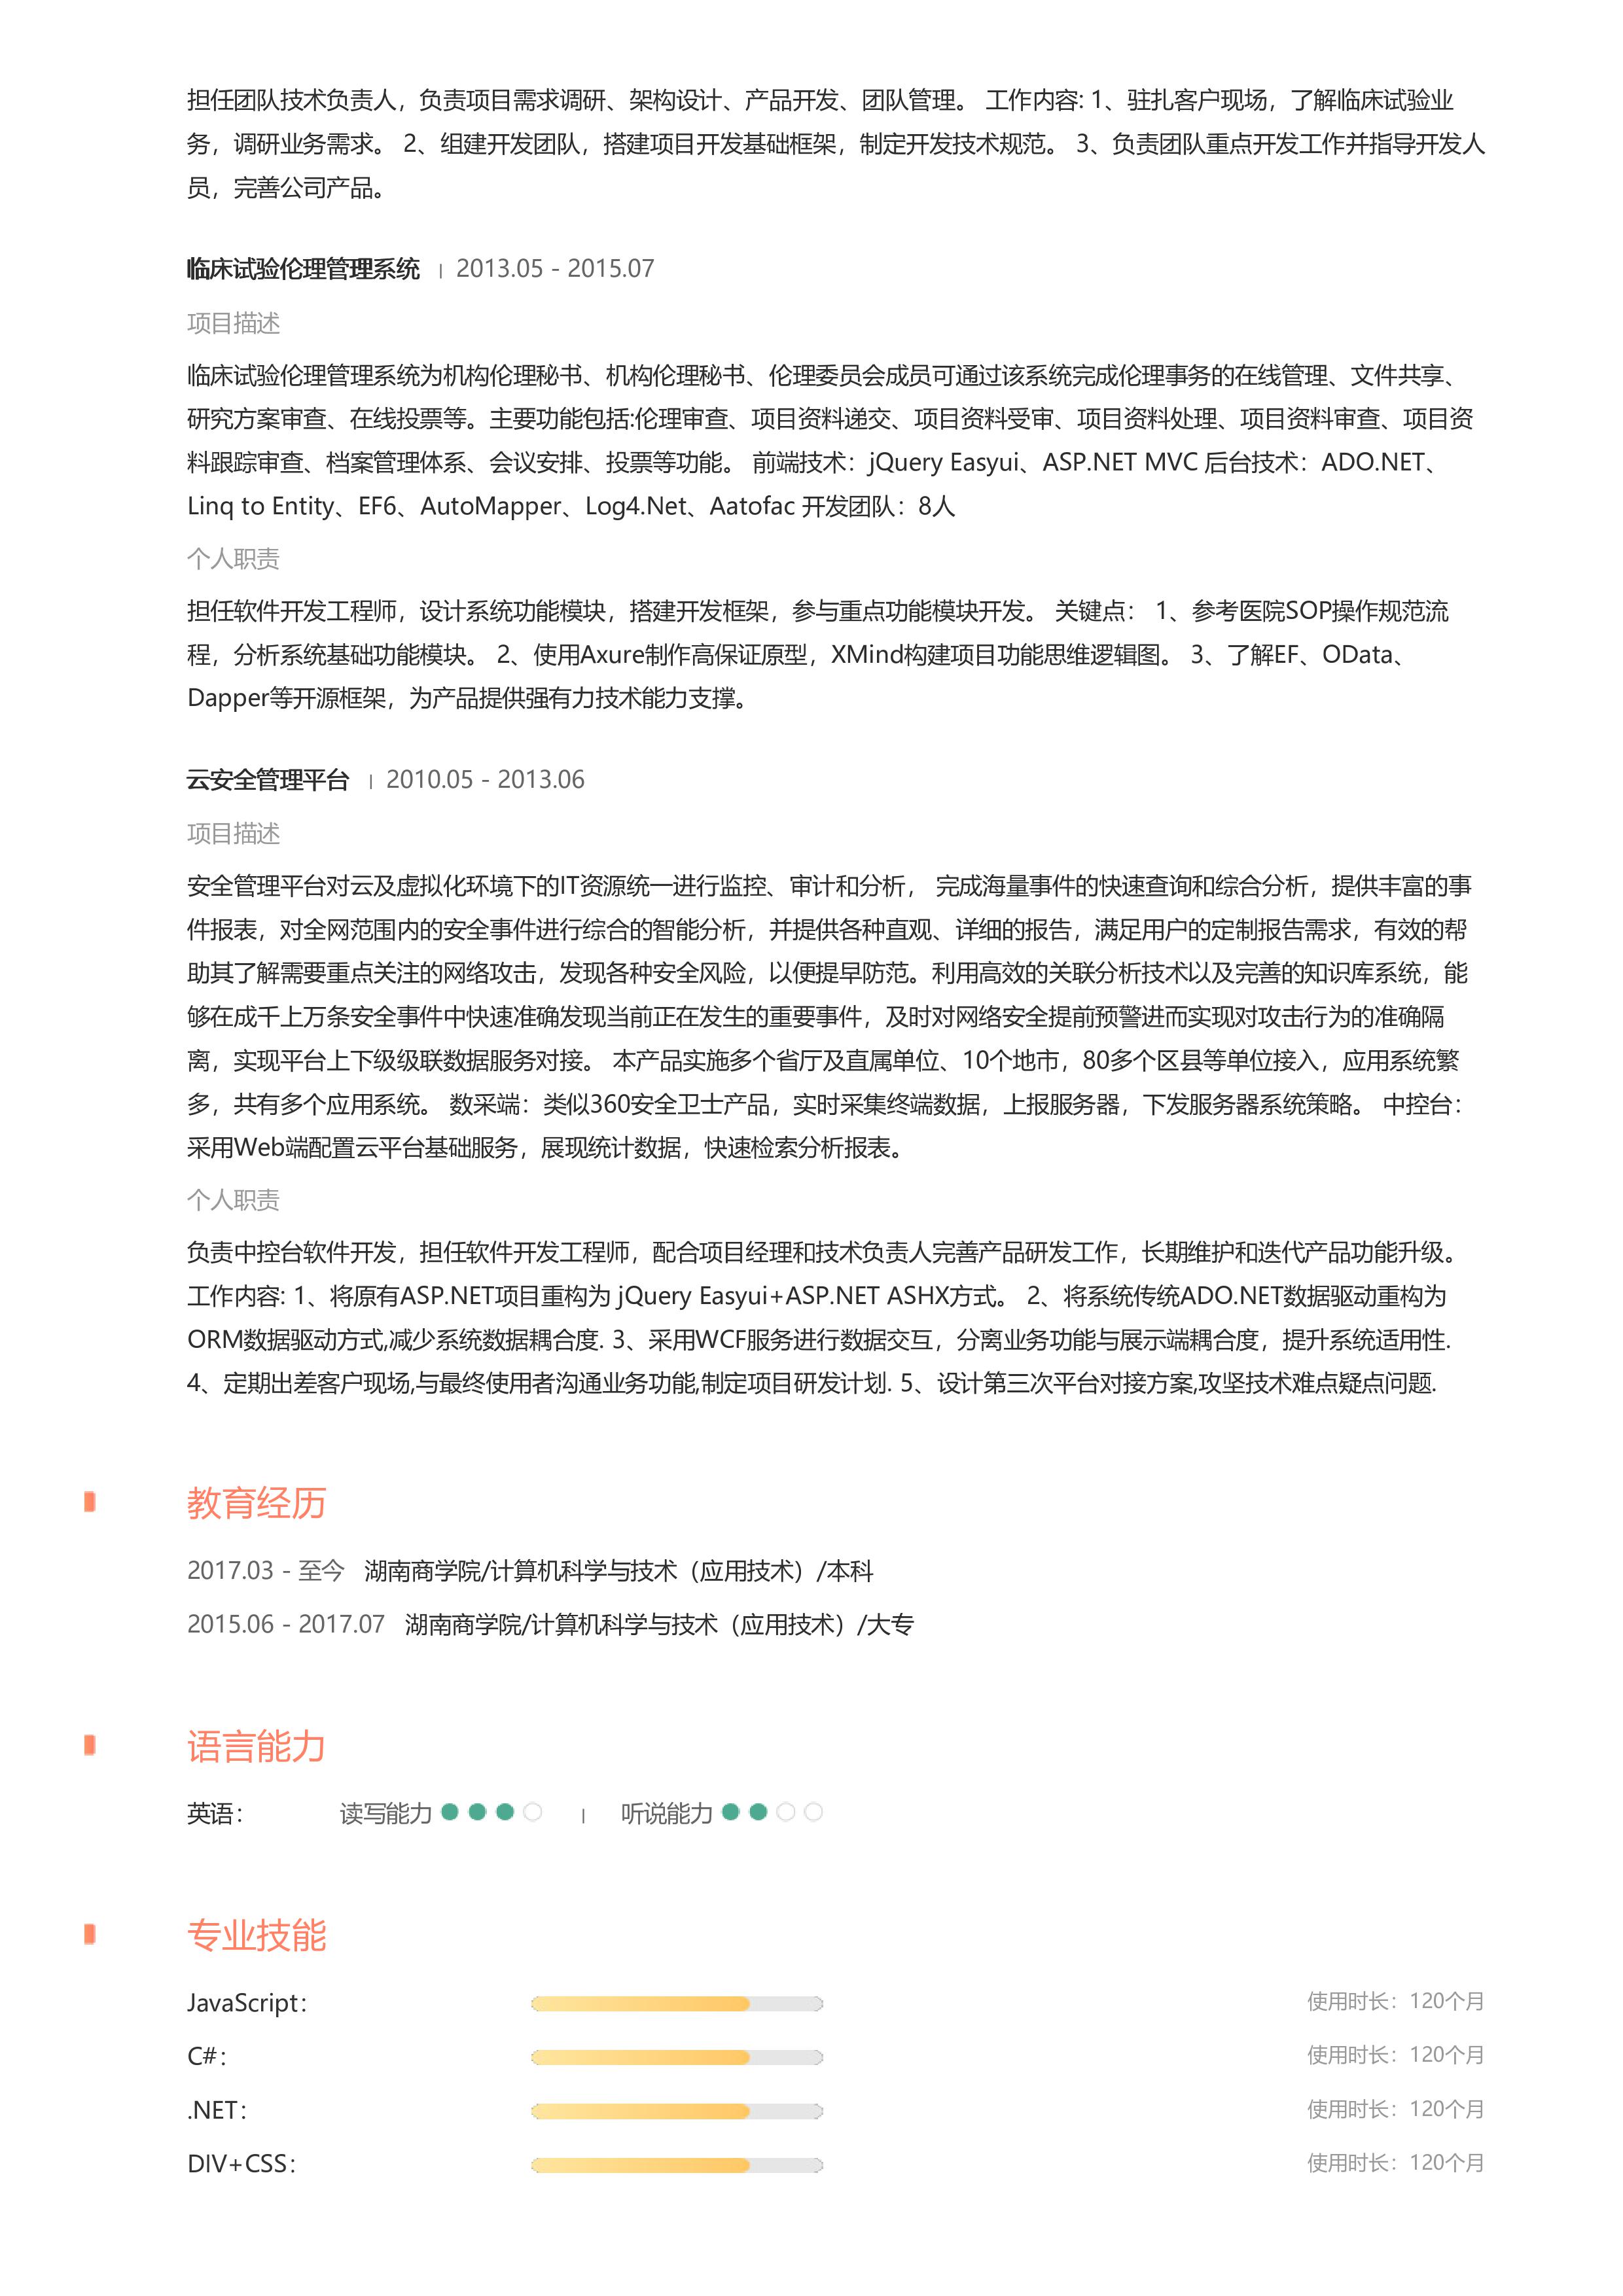 担任团队技术负责人，负责项目需求调研、架构设计、产品开发、团队管理。 工作内容: 1、驻扎客户现场，了解临床试验业
务，调研业务需求。 2、组建开发团队，搭建项目开发基础框架，制定开发技术规范。 3、负责团队重点开发工作并指导开发人
员，完善公司产品。
临床试验伦理管理系统 | 2013.05 - 2015.07
项目描述
临床试验伦理管理系统为机构伦理秘书、机构伦理秘书、伦理委员会成员可通过该系统完成伦理事务的在线管理、文件共享、
研究方案审查、在线投票等。主要功能包括:伦理审查、项目资料递交、项目资料受审、项目资料处理、项目资料审查、项目资
料跟踪审查、档案管理体系、会议安排、投票等功能。 前端技术：jQuery Easyui、ASP.NET MVC 后台技术：ADO.NET、
Linq to Entity、EF6、AutoMapper、Log4.Net、Aatofac 开发团队：8人
个人职责
担任软件开发工程师，设计系统功能模块，搭建开发框架，参与重点功能模块开发。 关键点： 1、参考医院SOP操作规范流
程，分析系统基础功能模块。 2、使用Axure制作高保证原型，XMind构建项目功能思维逻辑图。 3、了解EF、OData、
Dapper等开源框架，为产品提供强有力技术能力支撑。
云安全管理平台 | 2010.05 - 2013.06
项目描述
安全管理平台对云及虚拟化环境下的IT资源统一进行监控、审计和分析， 完成海量事件的快速查询和综合分析，提供丰富的事
件报表，对全网范围内的安全事件进行综合的智能分析，并提供各种直观、详细的报告，满足用户的定制报告需求，有效的帮
助其了解需要重点关注的网络攻击，发现各种安全风险，以便提早防范。利用高效的关联分析技术以及完善的知识库系统，能
够在成千上万条安全事件中快速准确发现当前正在发生的重要事件，及时对网络安全提前预警进而实现对攻击行为的准确隔
离，实现平台上下级级联数据服务对接。 本产品实施多个省厅及直属单位、10个地市，80多个区县等单位接入，应用系统繁
多，共有多个应用系统。 数采端：类似360安全卫士产品，实时采集终端数据，上报服务器，下发服务器系统策略。 中控台：
采用Web端配置云平台基础服务，展现统计数据，快速检索分析报表。
个人职责
负责中控台软件开发，担任软件开发工程师，配合项目经理和技术负责人完善产品研发工作，长期维护和迭代产品功能升级。
工作内容: 1、将原有ASP.NET项目重构为 jQuery Easyui+ASP.NET ASHX方式。 2、将系统传统ADO.NET数据驱动重构为
ORM数据驱动方式,减少系统数据耦合度. 3、采用WCF服务进行数据交互，分离业务功能与展示端耦合度，提升系统适用性.
4、定期出差客户现场,与最终使用者沟通业务功能,制定项目研发计划. 5、设计第三次平台对接方案,攻坚技术难点疑点问题.
教育经历
2017.03 - 至今 湖南商学院/计算机科学与技术（应用技术）/本科
2015.06 - 2017.07 湖南商学院/计算机科学与技术（应用技术）/大专
语言能力
英语： 读写能力 | 听说能力
专业技能
JavaScript： 使用时长：120个月
C#： 使用时长：120个月
.NET： 使用时长：120个月
DIV+CSS： 使用时长：120个月